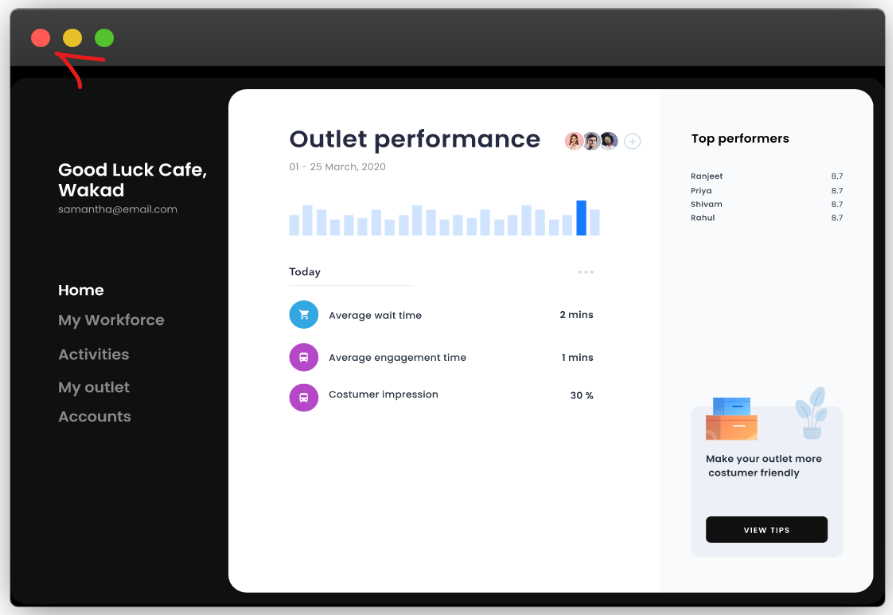 Outlet performance
01 - 25 March, 2020
Top performers
Ranjeet 8.7
Priya 8.7
Shivam 8.7
Rahul 8.7
Good Luck Cafe,
Wakad
samantha@email.com
Home
My Workforce
Activities
My outlet
Accounts
Today
Average wait time 2 mins
Average engagement time 1 mins
Costumer impression 30 %
Make your outlet more
costumer friendly
VIEW TIPS